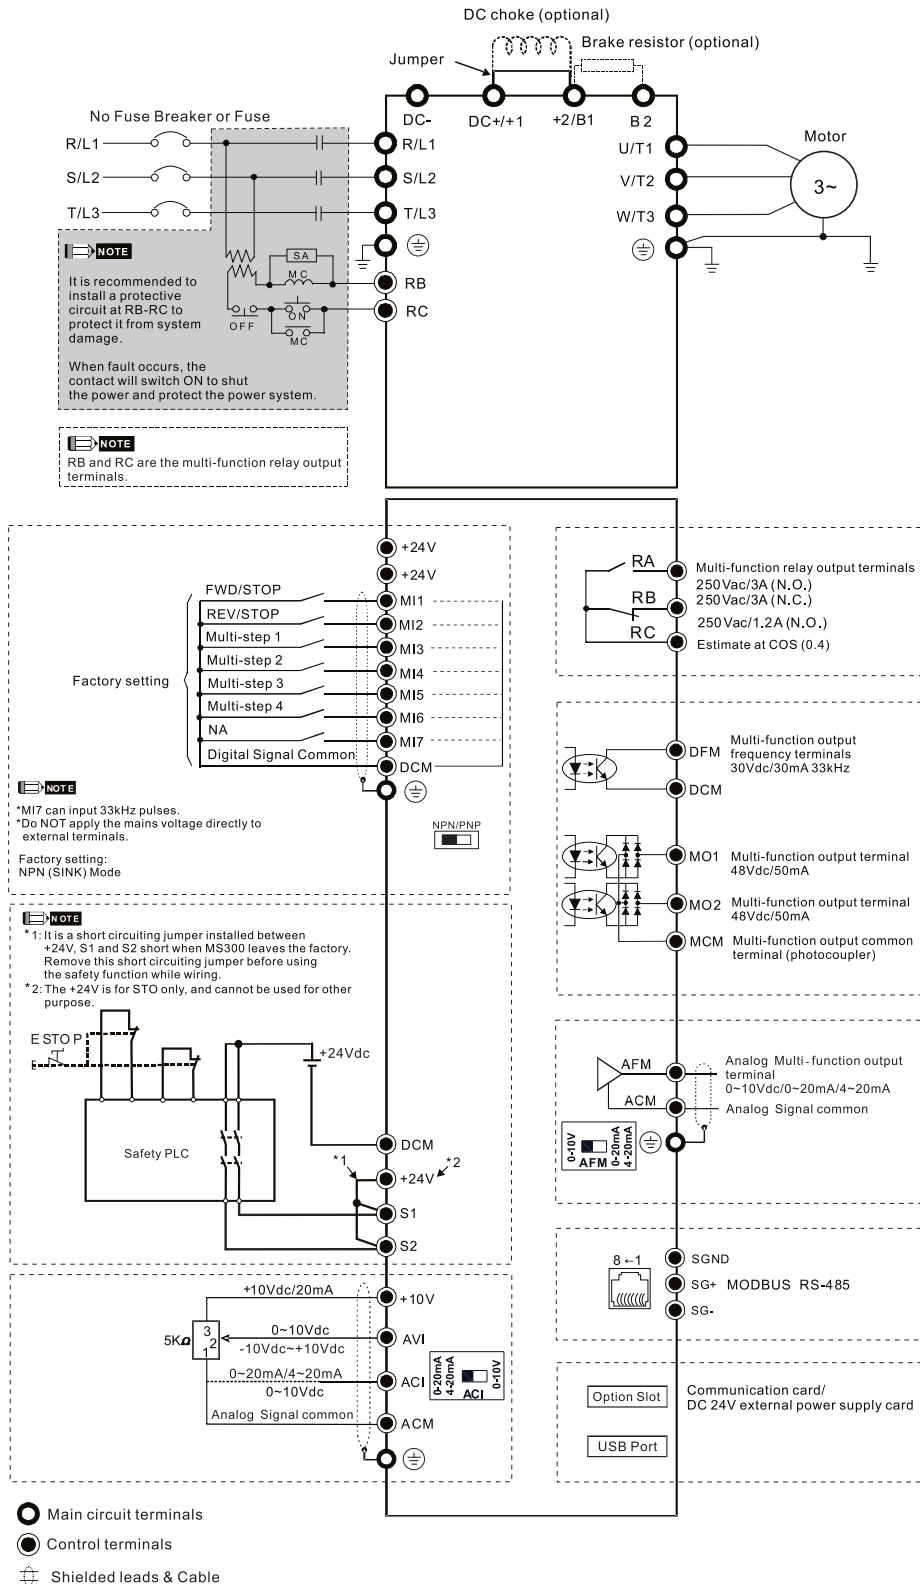 DC choke (optional)
Brake resistor (optional)
Jumper
DC-
DC+/+1
+2/B1
B2
No Fuse Breaker or Fuse
R/L1
R/L1
S/L2
S/L2
T/L3
T/L3
U/T1
V/T2
W/T3
Motor
3~
NOTE
It is recommended to
install a protective
circuit at RB-RC to
protect it from system
damage.
When fault occurs, the
contact will switch ON to shut
the power and protect the power system.
SA
MC
ON
OFF
MC
RB
RC
NOTE
RB and RC are the multi-function relay output
terminals.
+24V
+24V
FWD/STOP
MI1
REV/STOP
MI2
Multi-step 1
MI3
Multi-step 2
MI4
Multi-step 3
MI5
Multi-step 4
MI6
NA
MI7
Digital Signal Common
DCM
Factory setting
NOTE
*MI7 can input 33kHz pulses.
*Do NOT apply the mains voltage directly to
external terminals.
Factory setting:
NPN (SINK) Mode
NPN/PNP
RA
RB
RC
Multi-function relay output terminals
250Vac/3A (N.O.)
250Vac/3A (N.C.)
250Vac/1.2A (N.O.)
Estimate at COS (0.4)
DFM
Multi-function output
frequency terminals
30Vdc/30mA 33kHz
DCM
MO1
Multi-function output terminal
48Vdc/50mA
MO2
Multi-function output terminal
48Vdc/50mA
MCM
Multi-function output common
terminal (photocoupler)
NOTE
*1: It is a short circuiting jumper installed between
+24V, S1 and S2 short when MS300 leaves the factory.
Remove this short circuiting jumper before using
the safety function while wiring.
*2: The +24V is for STO only, and cannot be used for other
purpose.
ESTOP
+24Vdc
Safety PLC
DCM
*1
+24V
*2
S1
S2
AFM
Analog Multi-function output
terminal
0~10Vdc/0~20mA/4~20mA
ACM
Analog Signal common
0-10V
AFM
0-20mA
4-20mA
8←1
SGND
SG+
MODBUS RS-485
SG-
+10Vdc/20mA
+10V
5KΩ
3
2
1
0~10Vdc
-10Vdc~+10Vdc
AVI
0~20mA/4~20mA
0~10Vdc
ACI
Analog Signal common
ACM
0-20mA
4-20mA
ACI
0-10V
Option Slot
Communication card/
DC 24V external power supply card
USB Port
Main circuit terminals
Control terminals
Shielded leads & Cable